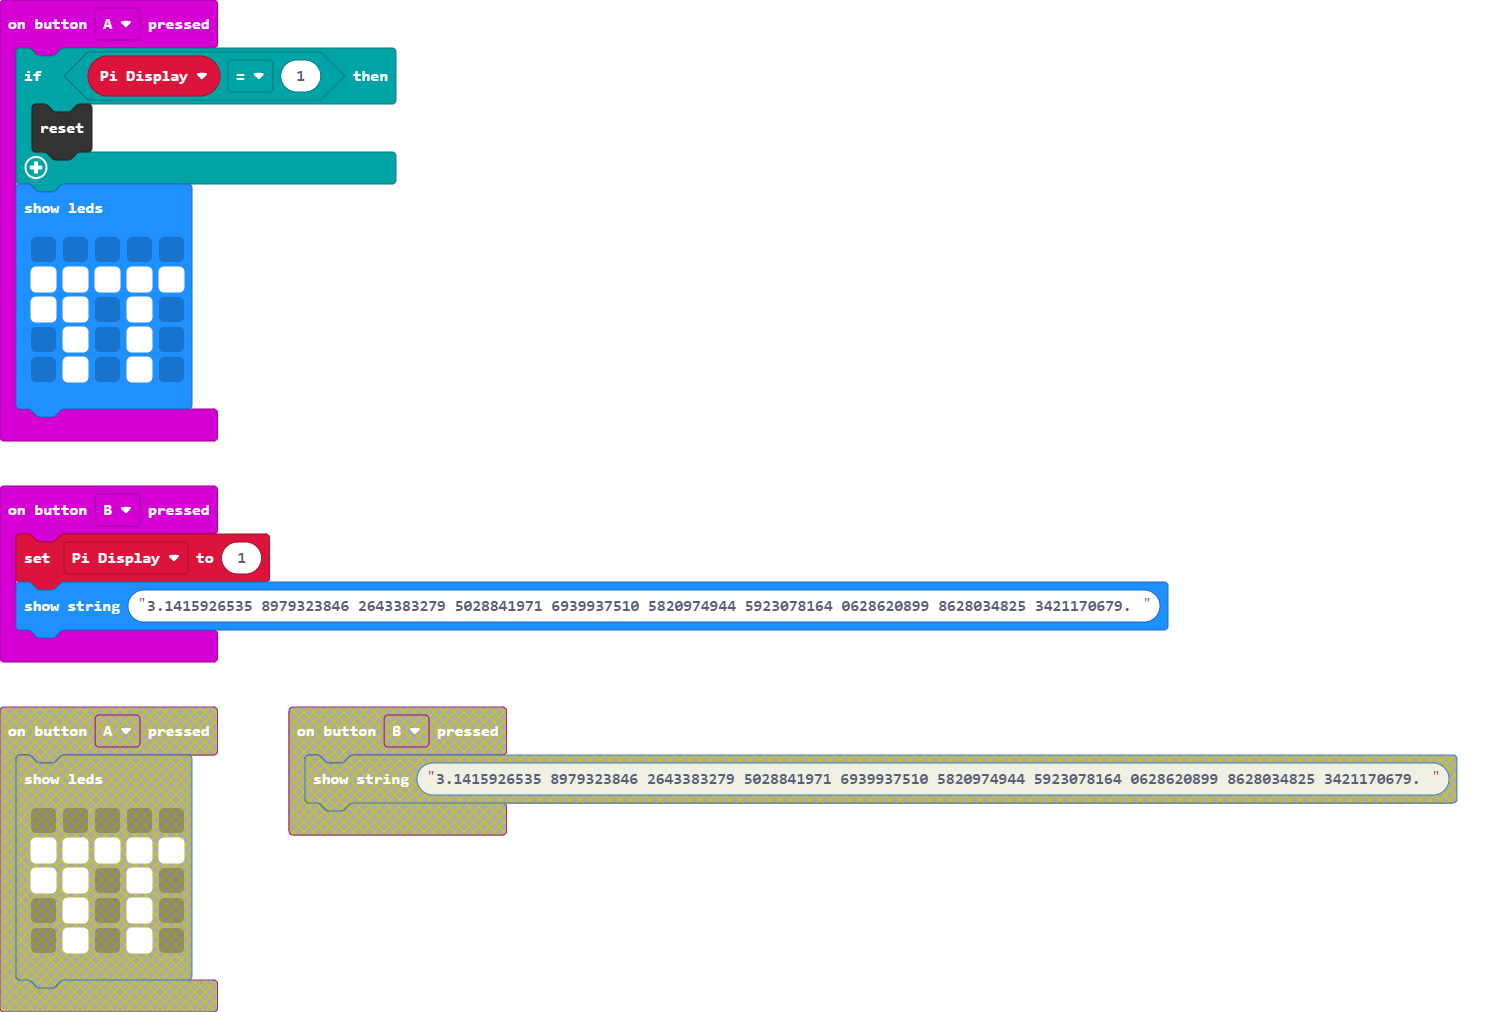 on button A pressed
if Pi Display = 1 then
reset
show leds
on button B pressed
set Pi Display to 1
show string "3.1415926535 8979323846 2643383279 5028841971 6939937510 5820974944 5923078164 0628620899 8628034825 3421170679. "
on button A pressed
show leds
on button B pressed
show string "3.1415926535 8979323846 2643383279 5028841971 6939937510 5820974944 5923078164 0628620899 8628034825 3421170679. "